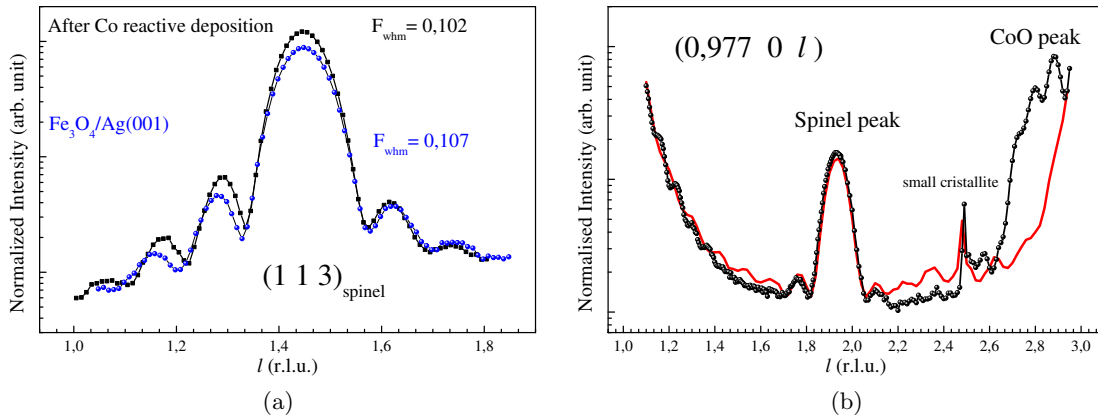 After Co reactive deposition
F_whm = 0,102
Fe₃O₄/Ag(001)
F_whm = 0,107
(1 1 3)_spinel
Normalized Intensity (arb. unit)
1,0 1,2 1,4 1,6 1,8
l (r.l.u.)
(a)
(0,977 0 l)
CoO peak
Spinel peak
small cristallite
Normalised Intensity (arb. unit)
1,0 1,2 1,4 1,6 1,8 2,0 2,2 2,4 2,6 2,8 3,0
l (r.l.u.)
(b)